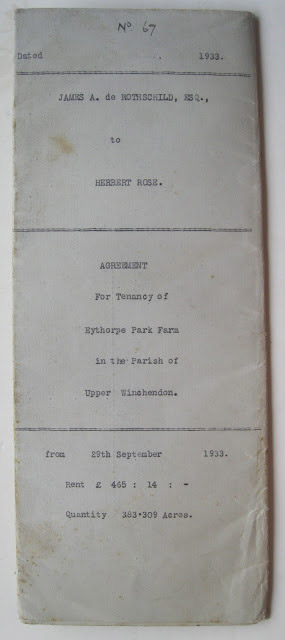 No 67
Dated . 1933.
JAMES A. de ROTHSCHILD, ESQ.,
to
HERBERT ROSE.
AGREEMENT
For Tenancy of
Eythorpe Park Farm
in the Parish of
Upper Winchendon.
from 29th September 1933.
Rent £ 465 : 14 : -
Quantity 383·309 Acres.